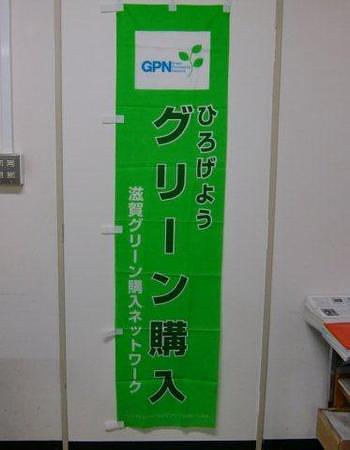 GPN
ひろげよう
グリーン購入
滋賀グリーン購入ネットワーク